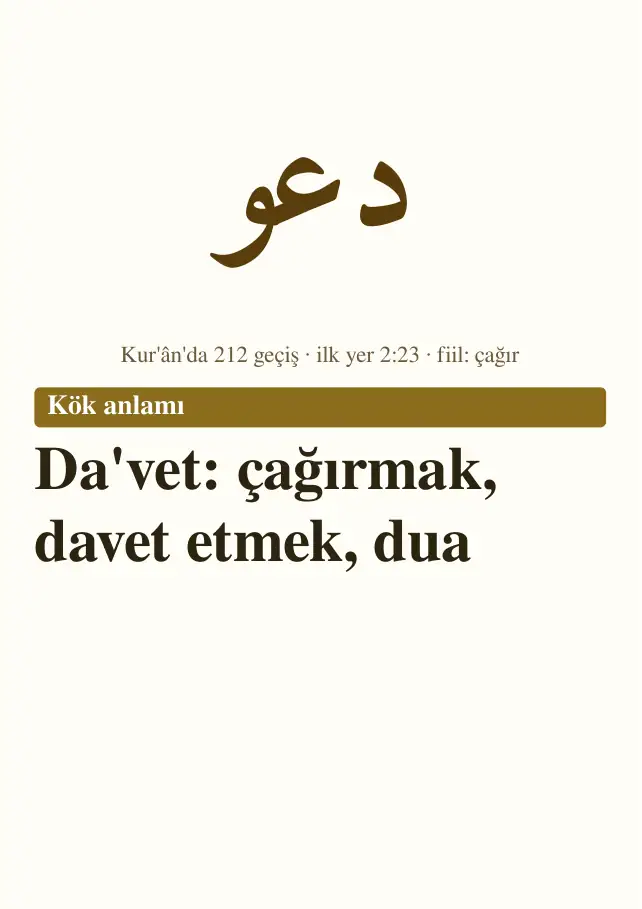 دعو
Kur'ân'da 212 geçiş · ilk yer 2:23 · fiil: çağır
Kök anlamı
Da'vet: çağırmak,
davet etmek, dua